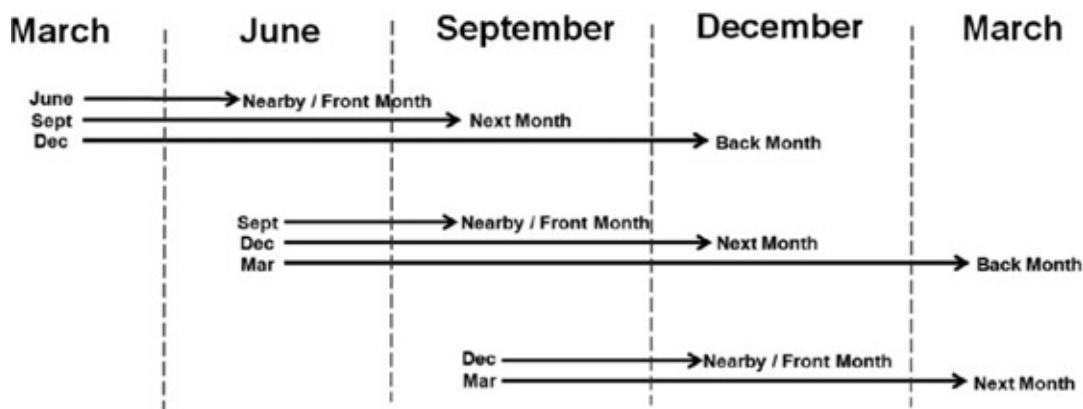 March June September December March
June Nearby / Front Month
Sept Next Month
Dec Back Month
Sept Nearby / Front Month
Dec Next Month
Mar Back Month
Dec Nearby / Front Month
Mar Next Month